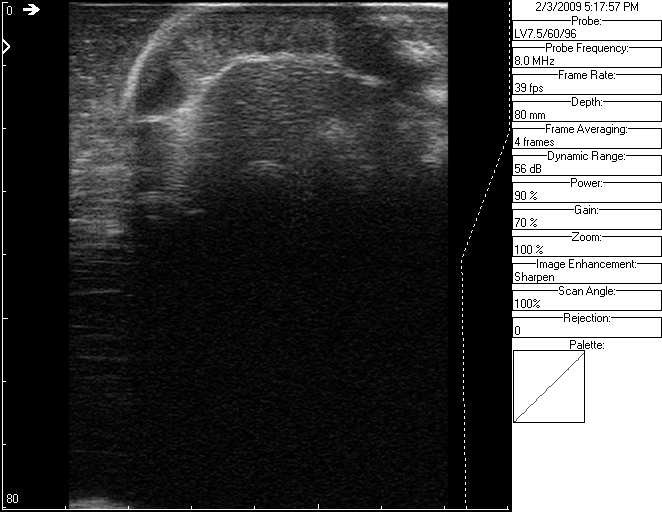 0
80
2/3/2009 5:17:57 PM
Probe:
LV7.5/60/96
Probe Frequency:
8.0 MHz
Frame Rate:
39 fps
Depth:
80 mm
Frame Averaging:
4 frames
Dynamic Range:
56 dB
Power:
90 %
Gain:
70 %
Zoom:
100 %
Image Enhancement:
Sharpen
Scan Angle:
100%
Rejection:
0
Palette: